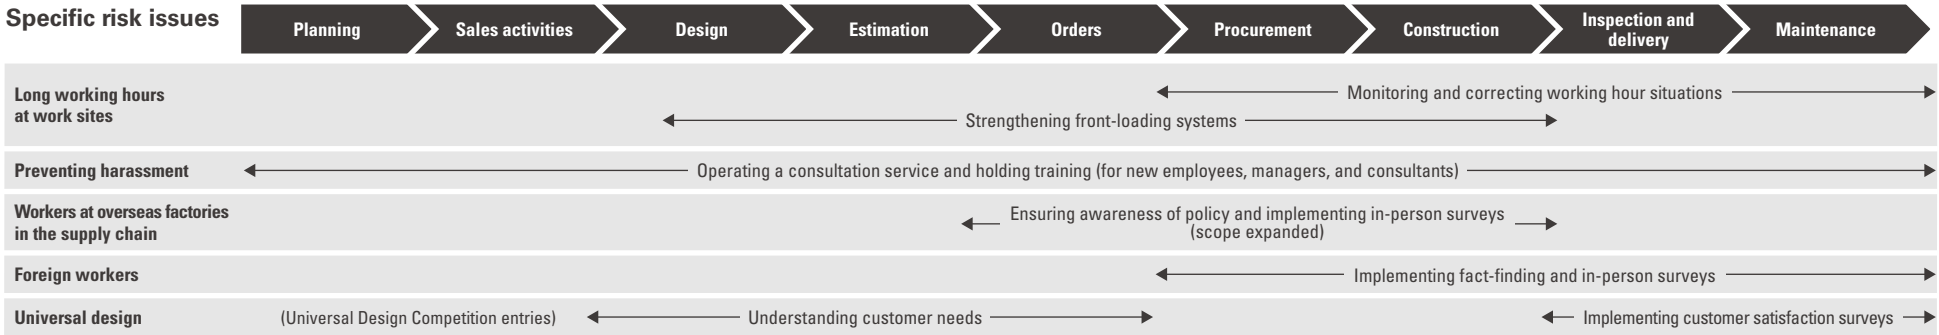 Specific risk issues
Planning
Sales activities
Design
Estimation
Orders
Procurement
Construction
Inspection and
delivery
Maintenance
Long working hours
at work sites
Monitoring and correcting working hour situations
Strengthening front-loading systems
Preventing harassment
Operating a consultation service and holding training (for new employees, managers, and consultants)
Workers at overseas factories
in the supply chain
Ensuring awareness of policy and implementing in-person surveys
(scope expanded)
Foreign workers
Implementing fact-finding and in-person surveys
Universal design
(Universal Design Competition entries)
Understanding customer needs
Implementing customer satisfaction surveys